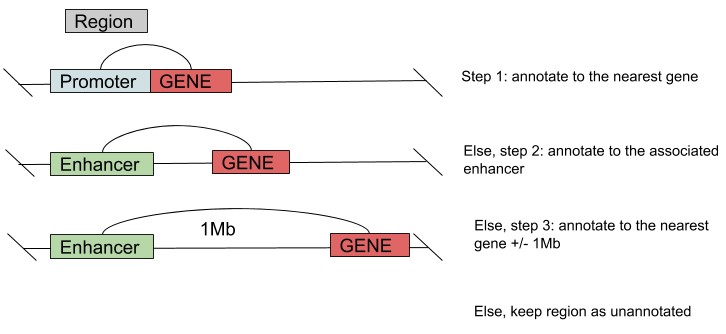 Region
Promoter GENE
Step 1: annotate to the nearest gene
Enhancer GENE
Else, step 2: annotate to the associated
enhancer
1Mb
Enhancer GENE
Else, step 3: annotate to the nearest
gene +/- 1Mb
Else, keep region as unannotated